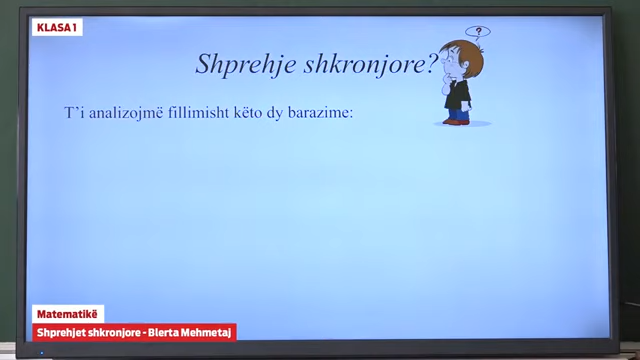 KLASA 1
?
Shprehje shkronjore?
T’i analizojmë fillimisht këto dy barazime:
Matematikë
Shprehjet shkronjore - Blerta Mehmetaj